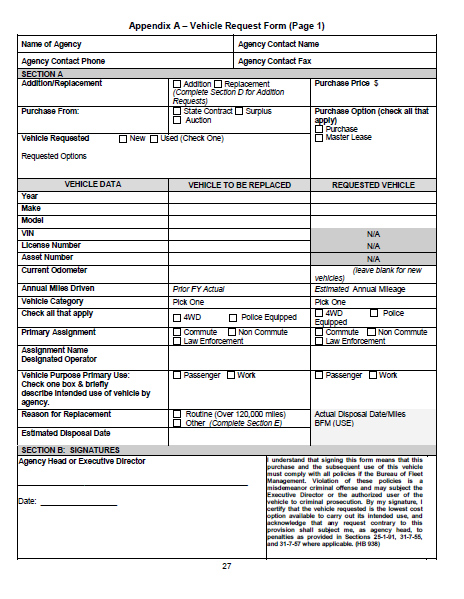 Appendix A – Vehicle Request Form (Page 1)
Name of Agency
Agency Contact Name
Agency Contact Phone
Agency Contact Fax
SECTION A
Addition/Replacement
Addition Replacement
(Complete Section D for Addition
Requests)
Purchase Price $
Purchase From:
State Contract Surplus
Auction
Purchase Option (check all that
apply)
Purchase
Master Lease
Vehicle Requested New Used (Check One)
Requested Options
VEHICLE DATA
VEHICLE TO BE REPLACED
REQUESTED VEHICLE
Year
Make
Model
VIN
N/A
License Number
N/A
Asset Number
N/A
Current Odometer
(leave blank for new
vehicles)
Annual Miles Driven
Prior FY Actual
Estimated Annual Mileage
Vehicle Category
Pick One
Pick One
Check all that apply
4WD Police Equipped
4WD Police
Equipped
Primary Assignment
Commute Non Commute
Law Enforcement
Commute Non Commute
Law Enforcement
Assignment Name
Designated Operator
Vehicle Purpose Primary Use:
Check one box & briefly
describe intended use of vehicle by
agency.
Passenger Work
Passenger Work
Reason for Replacement
Routine (Over 120,000 miles)
Other (Complete Section E)
Actual Disposal Date/Miles
BFM (USE)
Estimated Disposal Date
SECTION B: SIGNATURES
Agency Head or Executive Director
Date:
I understand that signing this form means that this
purchase and the subsequent use of this vehicle
must comply with all policies if the Bureau of Fleet
Management. Violation of these policies is a
misdemeanor criminal offense and may subject the
Executive Director or the authorized user of the
vehicle to criminal prosecution. By my signature, I
certify that the vehicle requested is the lowest cost
option available to carry out its intended use, and
acknowledge that any request contrary to this
provision shall subject me, as agency head, to
penalties as provided in Sections 25-1-91, 31-7-55,
and 31-7-57 where applicable. (HB 938)
27